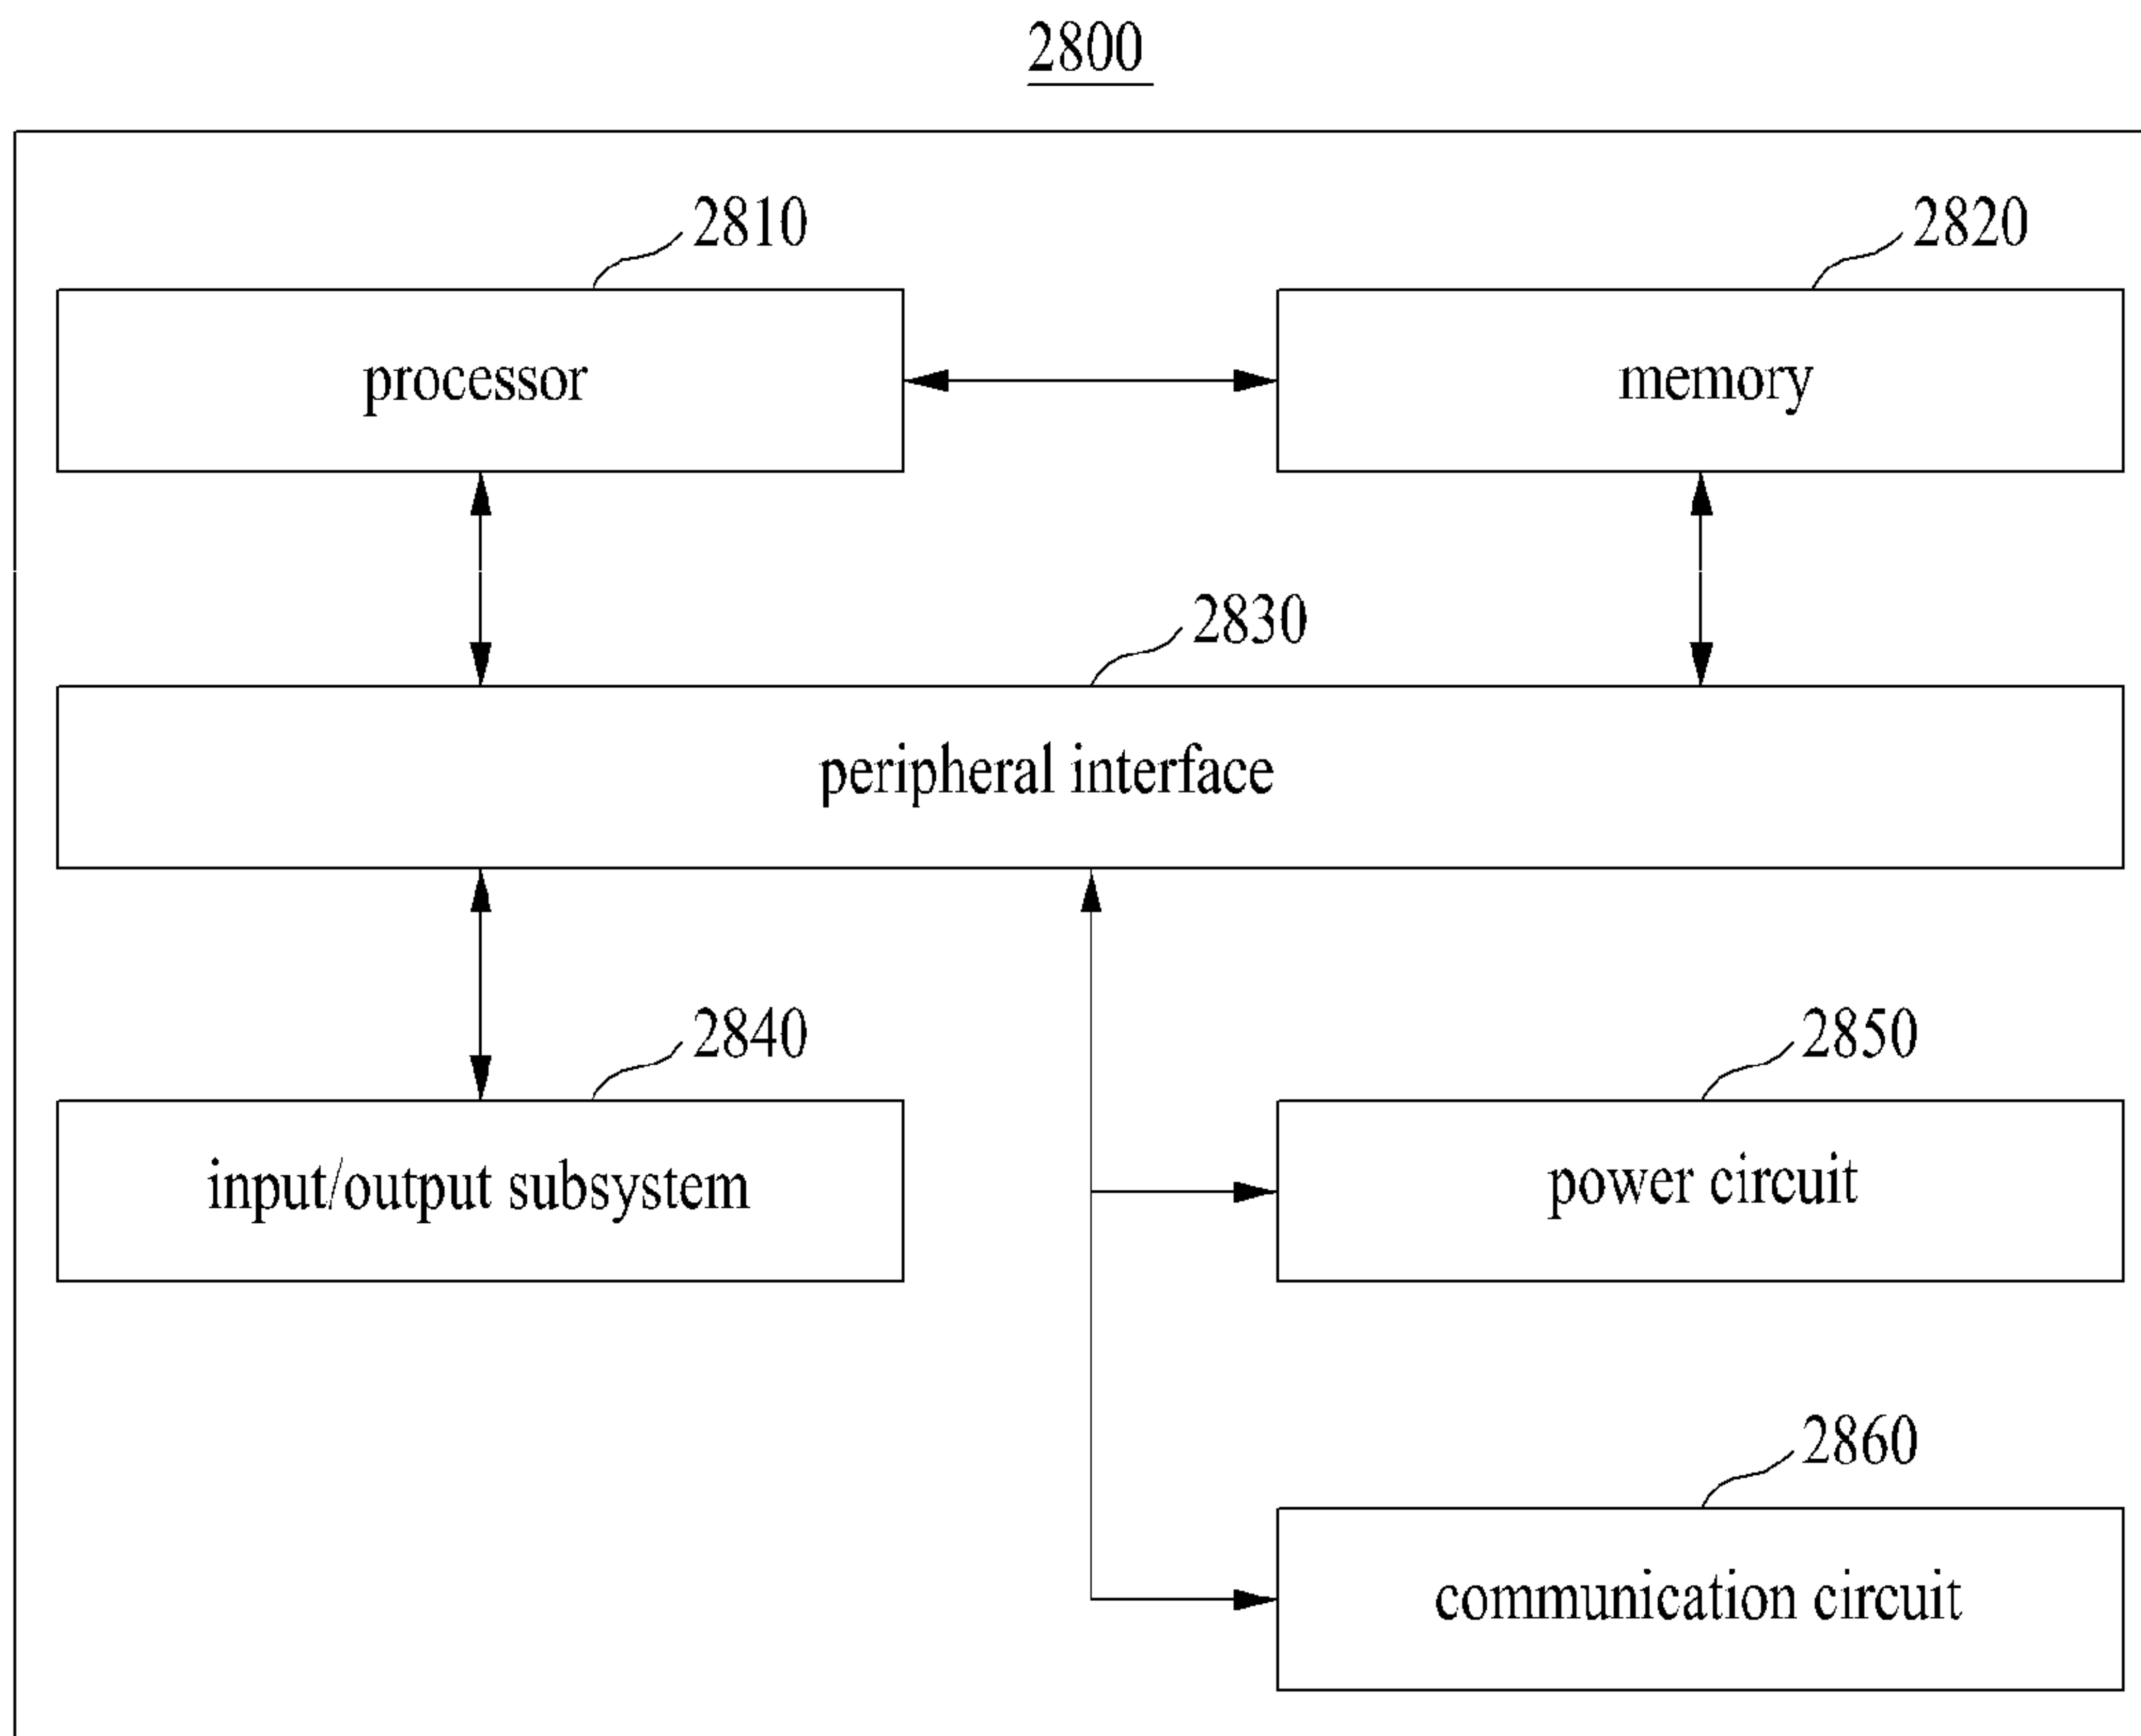 2800
2810
2820
processor
memory
2830
peripheral interface
2840
2850
input/output subsystem
power circuit
2860
communication circuit